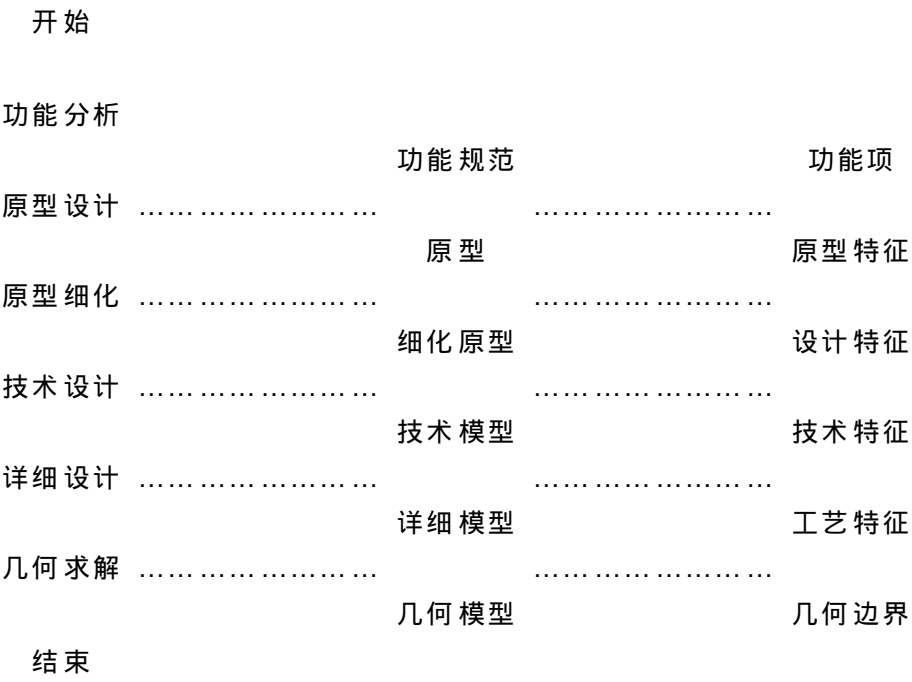 开始
功能分析
功能规范 功能项
原型设计 ……………………… ………………………
原型 原型特征
原型细化 ……………………… ………………………
细化原型 设计特征
技术设计 ……………………… ………………………
技术模型 技术特征
详细设计 ……………………… ………………………
详细模型 工艺特征
几何求解 ……………………… ………………………
几何模型 几何边界
结束